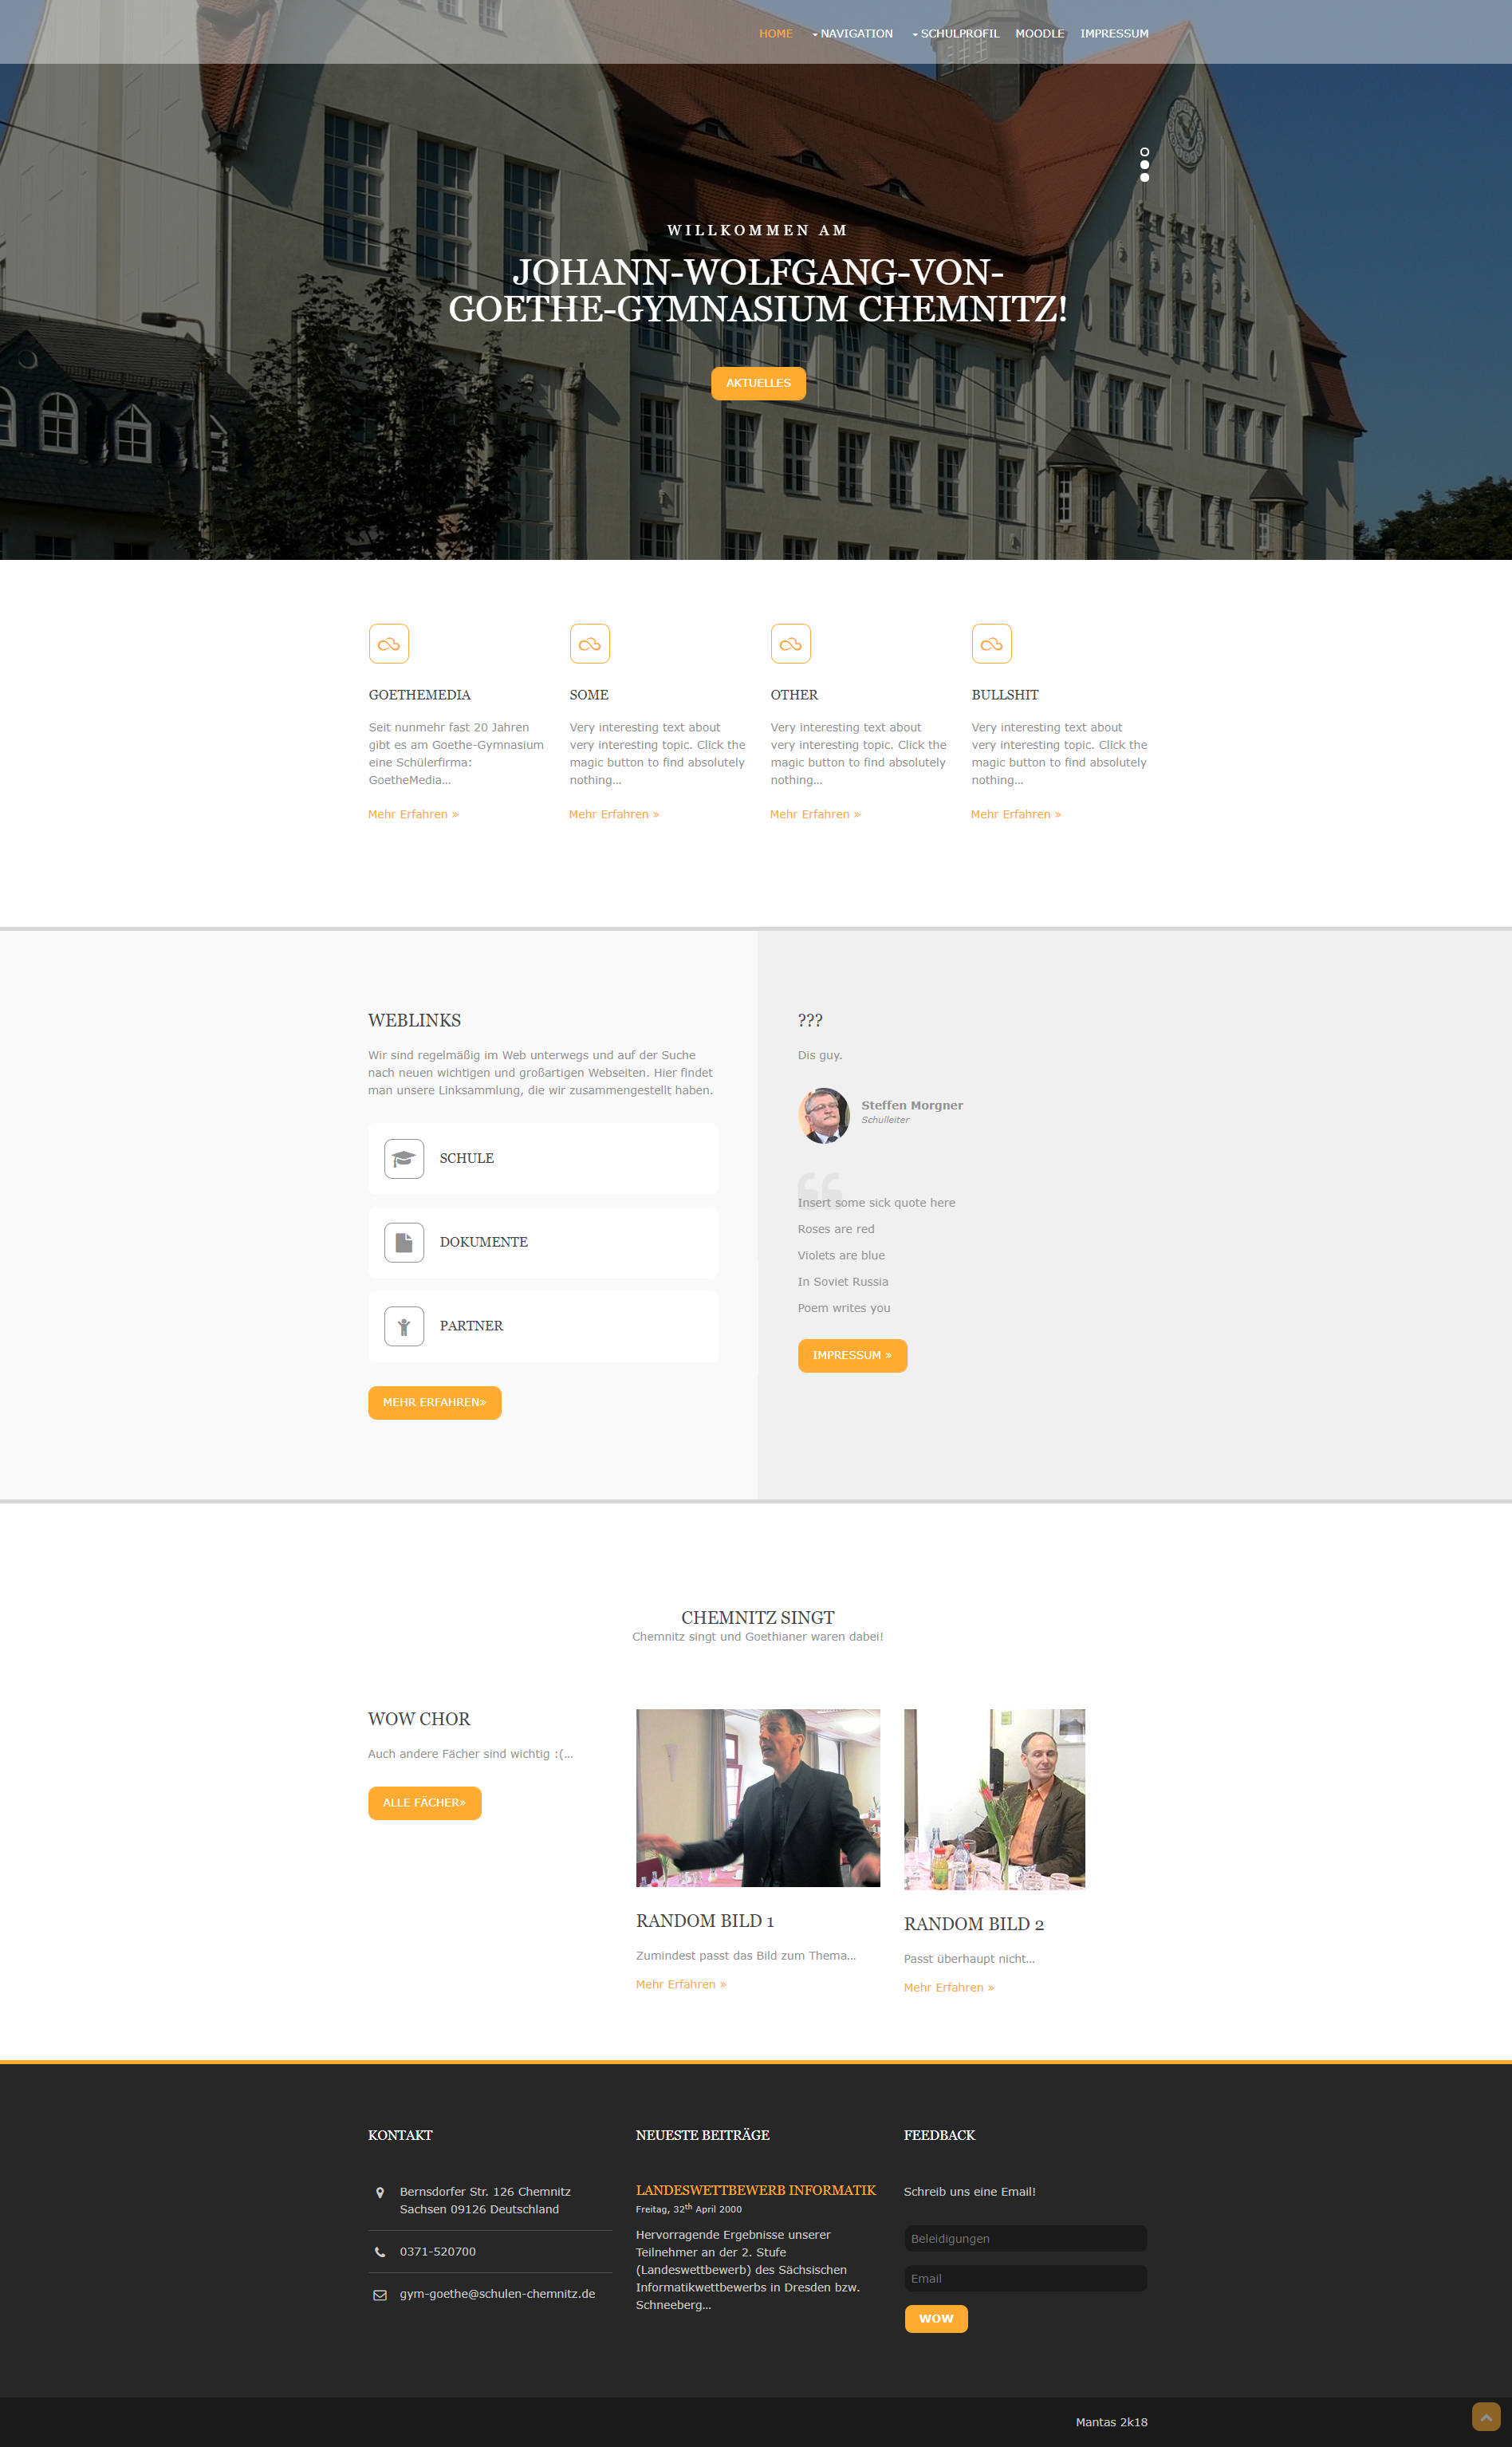 HOME NAVIGATION SCHULPROFIL MOODLE IMPRESSUM
WILLKOMMEN AM
JOHANN-WOLFGANG-VON-
GOETHE-GYMNASIUM CHEMNITZ!
AKTUELLES
GOETHEMEDIA
Seit nunmehr fast 20 Jahren
gibt es am Goethe-Gymnasium
eine Schülerfirma:
GoetheMedia...
Mehr Erfahren »
SOME
Very interesting text about
very interesting topic. Click the
magic button to find absolutely
nothing...
Mehr Erfahren »
OTHER
Very interesting text about
very interesting topic. Click the
magic button to find absolutely
nothing...
Mehr Erfahren »
BULLSHIT
Very interesting text about
very interesting topic. Click the
magic button to find absolutely
nothing...
Mehr Erfahren »
WEBLINKS
Wir sind regelmäßig im Web unterwegs und auf der Suche
nach neuen wichtigen und großartigen Webseiten. Hier findet
man unsere Linksammlung, die wir zusammengestellt haben.
SCHULE
DOKUMENTE
PARTNER
MEHR ERFAHREN»
???
Dis guy.
Steffen Morgner
Schulleiter
Insert some sick quote here
Roses are red
Violets are blue
In Soviet Russia
Poem writes you
IMPRESSUM »
CHEMNITZ SINGT
Chemnitz singt und Goethianer waren dabei!
WOW CHOR
Auch andere Fächer sind wichtig :(...
ALLE FÄCHER»
RANDOM BILD 1
Zumindest passt das Bild zum Thema...
Mehr Erfahren »
RANDOM BILD 2
Passt überhaupt nicht...
Mehr Erfahren »
KONTAKT
Bernsdorfer Str. 126 Chemnitz
Sachsen 09126 Deutschland
0371-520700
gym-goethe@schulen-chemnitz.de
NEUESTE BEITRÄGE
LANDESWETTBEWERB INFORMATIK
Freitag, 32th April 2000
Hervorragende Ergebnisse unserer
Teilnehmer an der 2. Stufe
(Landeswettbewerb) des Sächsischen
Informatikwettbewerbs in Dresden bzw.
Schneeberg...
FEEDBACK
Schreib uns eine Email!
Beleidigungen
Email
WOW
Mantas 2k18